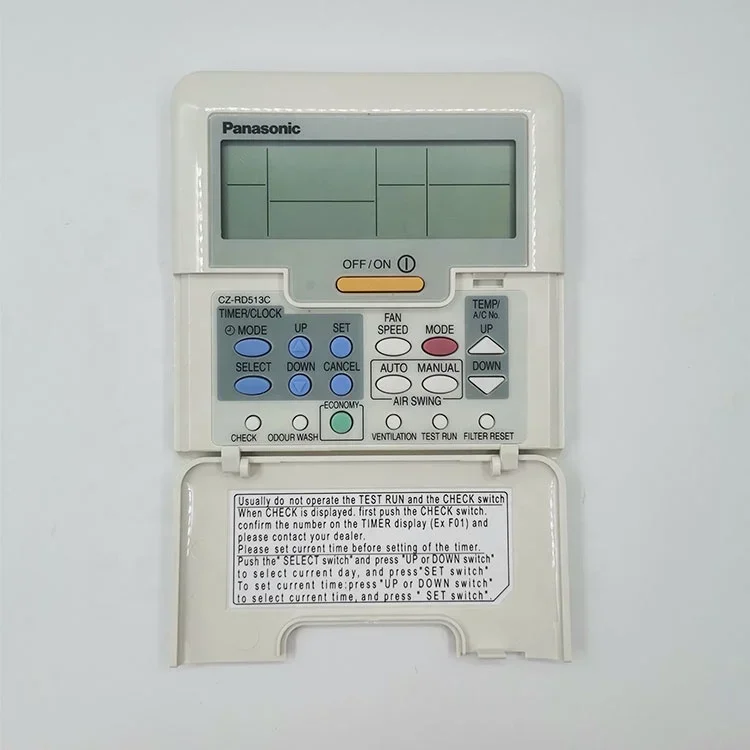 Panasonic
OFF/ON
CZ-RD513C
TIMER/CLOCK
MODE UP SET
SELECT DOWN CANCEL
FAN
SPEED MODE
AUTO MANUAL
AIR SWING
TEMP/
A/C No.
UP
DOWN
ECONOMY
CHECK ODOUR WASH VENTILATION TEST RUN FILTER RESET
Usually do not operate the TEST RUN and the CHECK switch
When CHECK is displayed. first push the CHECK switch.
confirm the number on the TIMER display (Ex F01) and
please contact your dealer.
Please set current time before setting of the timer.
Push the" SELECT switch"and press "UP or DOWN switch"
to select current day, and press"SET switch"
To set current time:press "UP or DOWN switch"
to select current time, and press " SET switch".